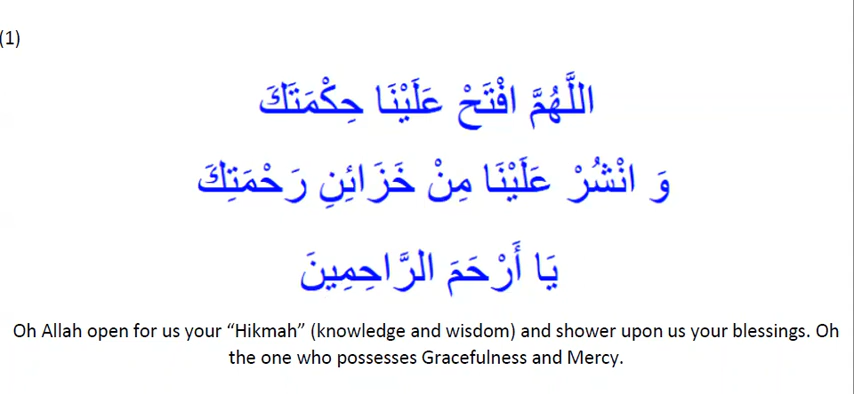 (1)
اللَّهُمَّ افْتَحْ عَلَيْنَا حِكْمَتَكَ
وَ انْشُرْ عَلَيْنَا مِنْ خَزَائِنِ رَحْمَتِكَ
يَا أَرْحَمَ الرَّاحِمِينَ
Oh Allah open for us your “Hikmah” (knowledge and wisdom) and shower upon us your blessings. Oh
the one who possesses Gracefulness and Mercy.